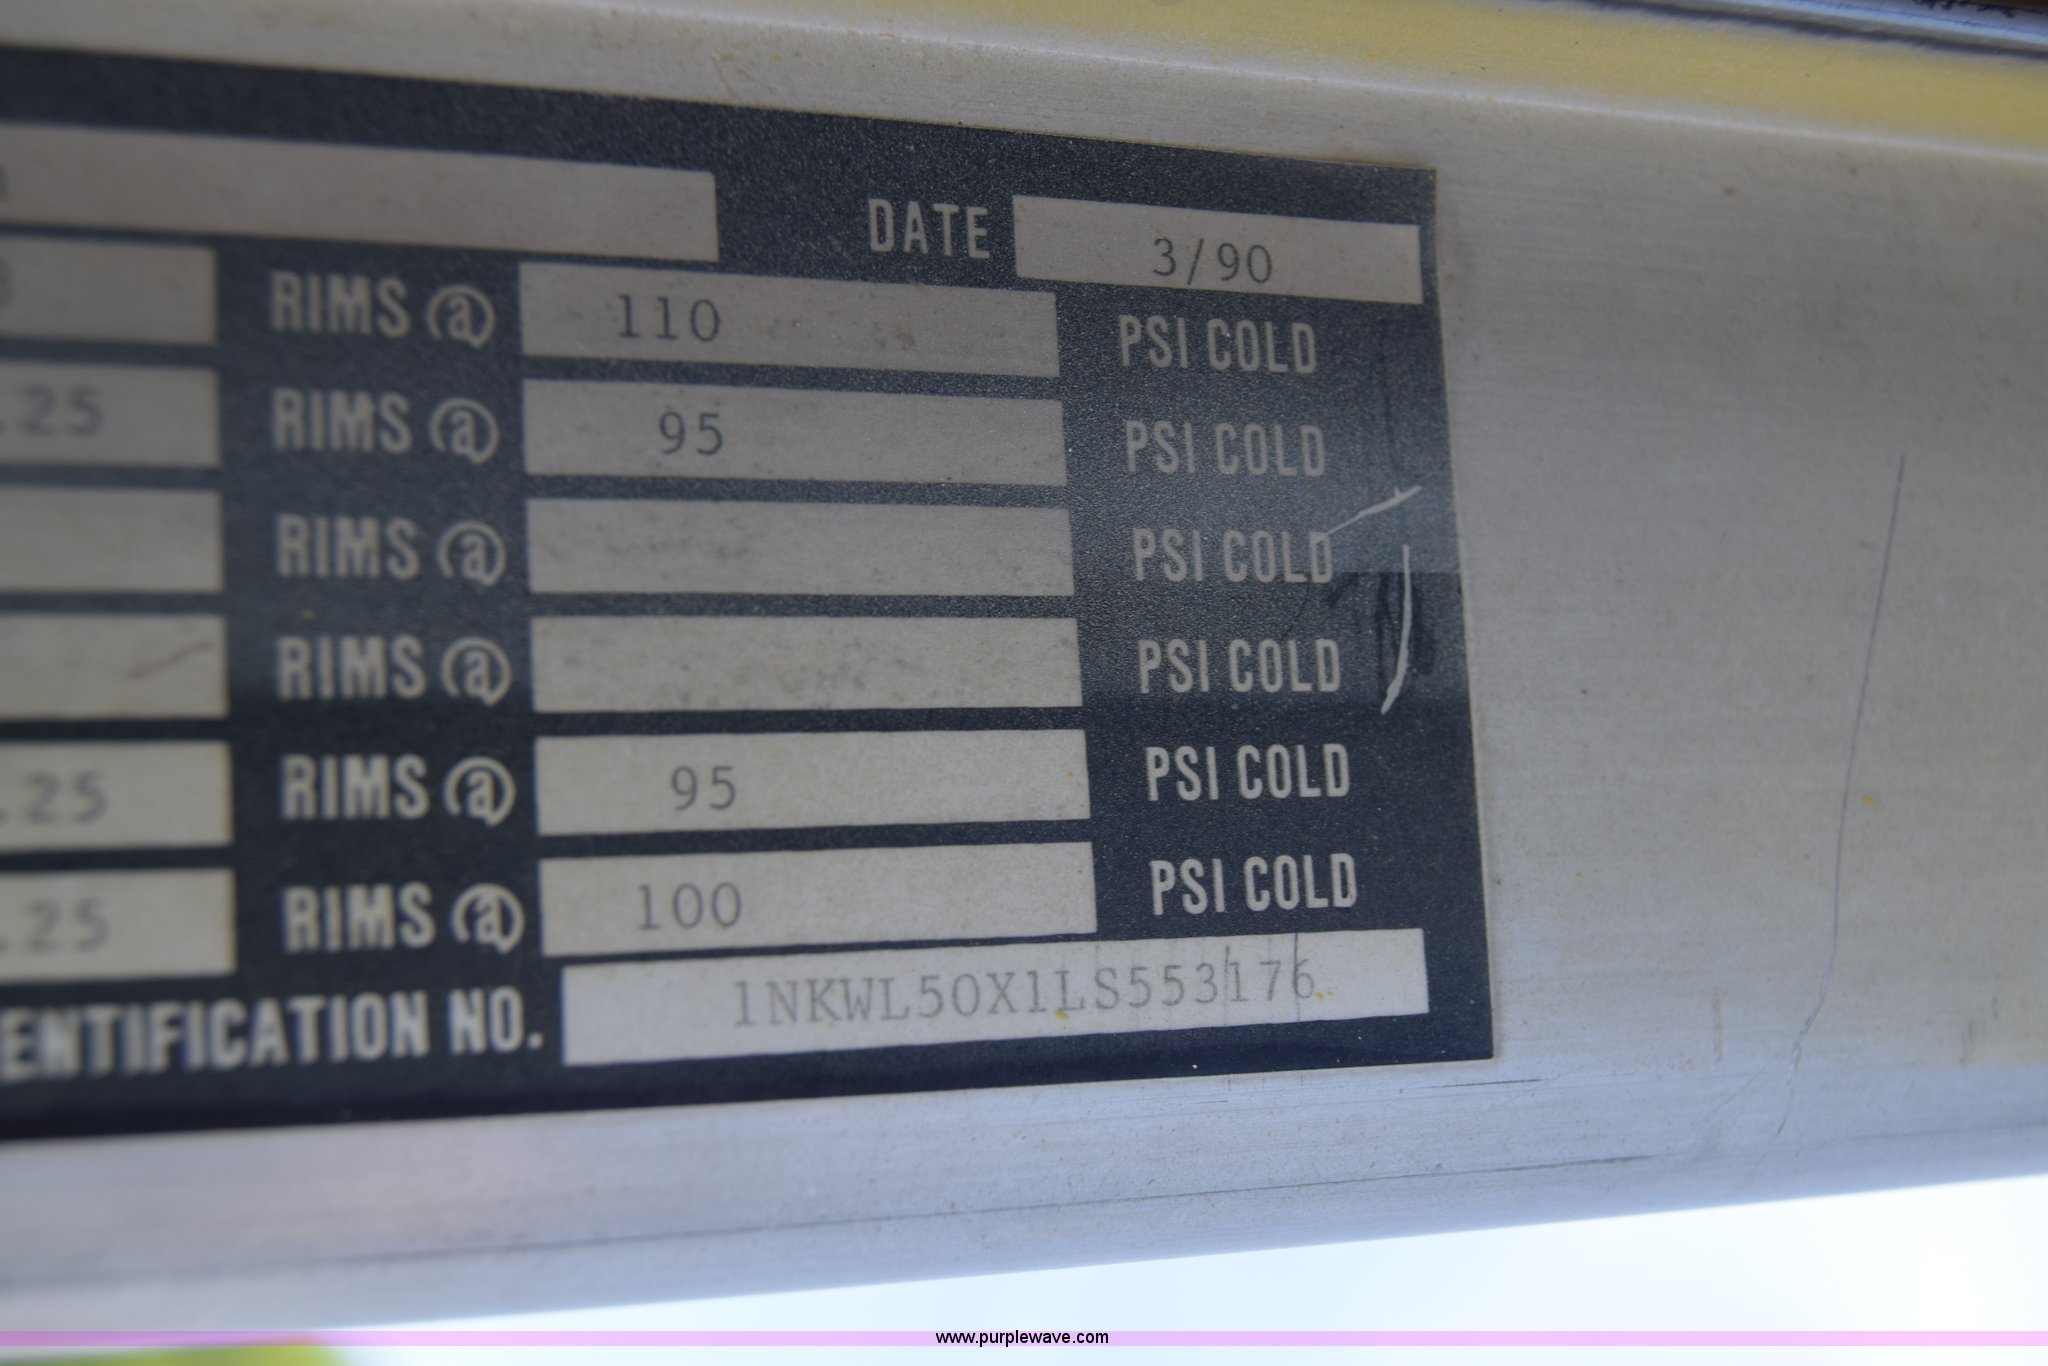 DATE 3/90
RIMS @ 110 PSI COLD
.25 RIMS @ 95 PSI COLD
RIMS @ PSI COLD
RIMS @ PSI COLD
.25 RIMS @ 95 PSI COLD
.25 RIMS @ 100 PSI COLD
ENTIFICATION NO. 1NKWL50X1LS553176
www.purplewave.com